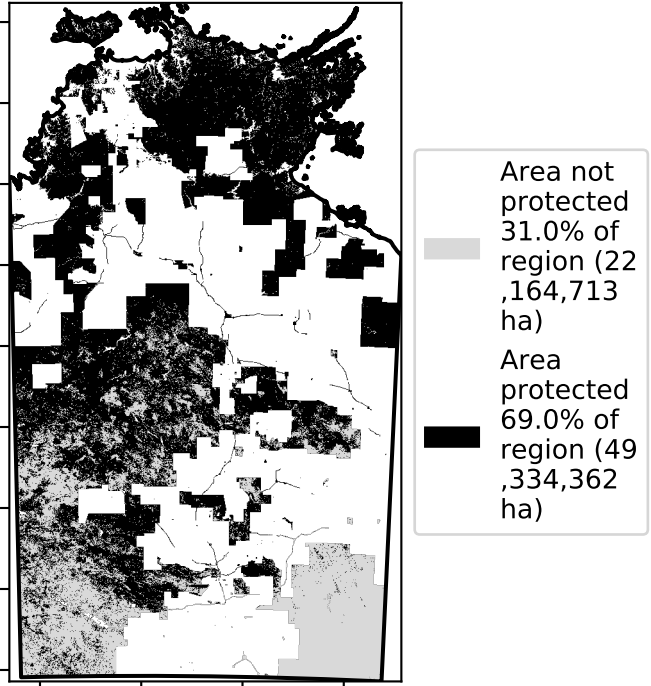 Area not
protected
31.0% of
region (22
,164,713
ha)
Area
protected
69.0% of
region (49
,334,362
ha)